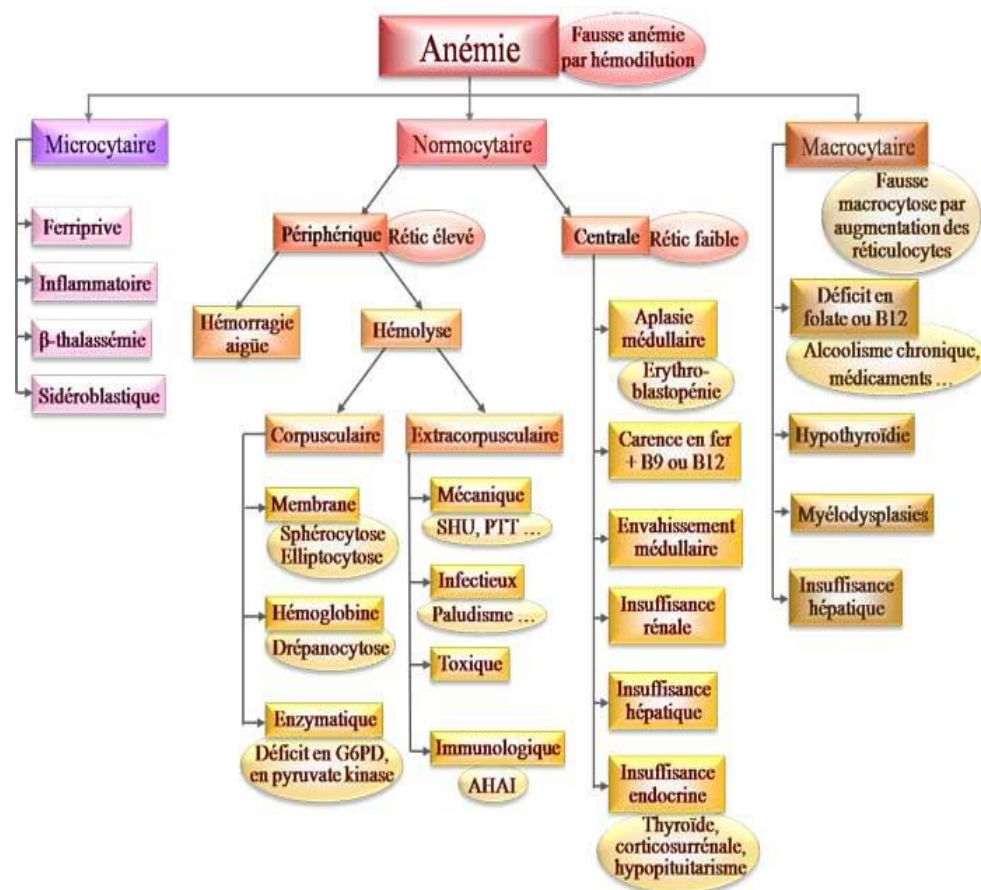 Anémie
Fausse anémie
par hémodilution
Microcytaire
Ferriprive
Inflammatoire
β-thalassémie
Sidéroblastique
Normocytaire
Périphérique
Rétic élevé
Hémorragie
aigüe
Hémolyse
Corpusculaire
Membrane
Sphérocytose
Elliptocytose
Hémoglobine
Drépanocytose
Enzymatique
Déficit en G6PD,
en pyruvate kinase
Extracorpusculaire
Mécanique
SHU, PTT ...
Infectieux
Paludisme ...
Toxique
Immunologique
AHAI
Centrale
Rétic faible
Aplasie
médullaire
Erythro-
blastopénie
Carence en fer
+ B9 ou B12
Envahissement
médullaire
Insuffisance
rénale
Insuffisance
hépatique
Insuffisance
endocrine
Thyroïde,
corticosurrénale,
hypopituitarisme
Macrocytaire
Fausse
macrocytose par
augmentation des
réticulocytes
Déficit en
folate ou B12
Alcoolisme chronique,
médicaments ...
Hypothyroïdie
Myélodysplasies
Insuffisance
hépatique